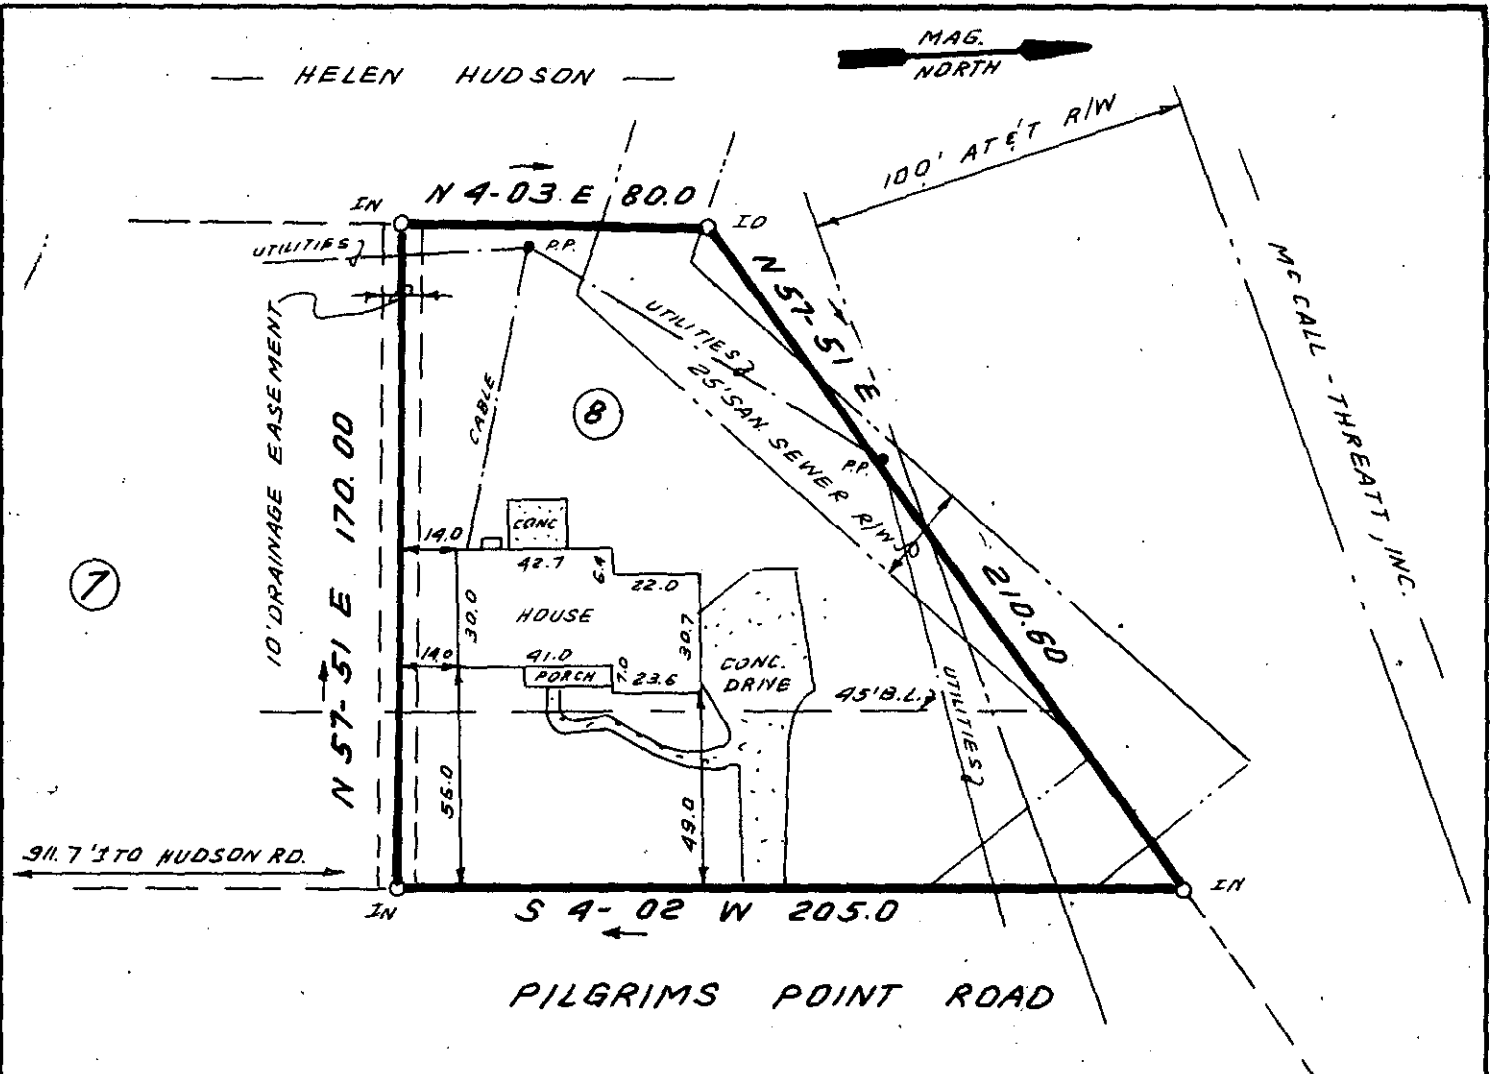 MAG.
NORTH
— HELEN HUDSON —
100' AT & T R/W
IN
N 4-03 E 80.0
IO
UTILITIES
P.P.
N 57-51 E 210.60
McCALL - THREATT, INC.
10' DRAINAGE EASEMENT
UTILITIES
25' SAN. SEWER R/W
CABLE
8
P.P.
N 57-51 E 170.00
7
14.0
CONC
42.7
6.4
22.0
30.0
HOUSE
30.7
14.0
41.0
PORCH
7.0
23.6
CONC.
DRIVE
45' B.L.
UTILITIES
56.0
49.0
911.7' ± TO HUDSON RD.
IN
S 4-02 W 205.0
IN
PILGRIMS POINT ROAD